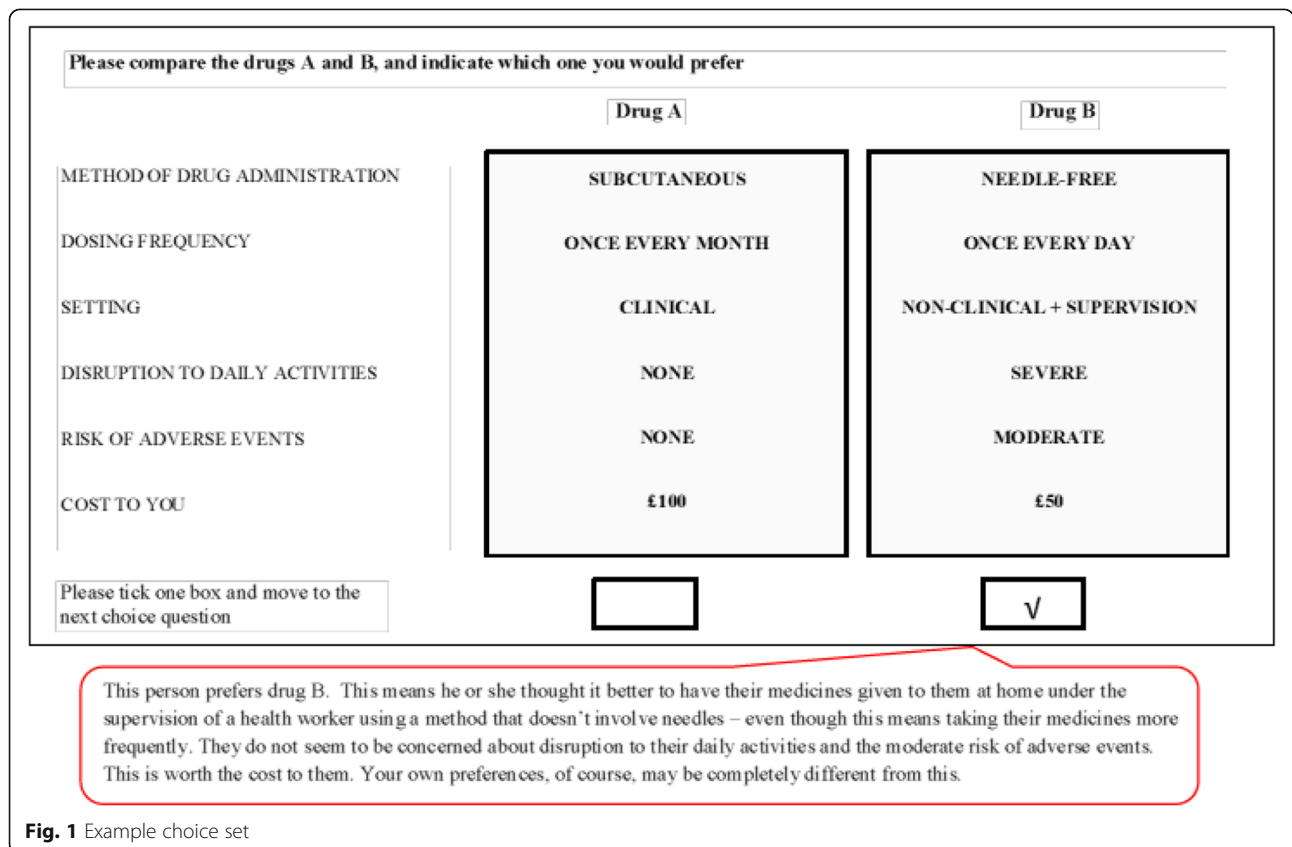 Please compare the drugs A and B, and indicate which one you would prefer
Drug A Drug B
METHOD OF DRUG ADMINISTRATION SUBCUTANEOUS NEEDLE-FREE
DOSING FREQUENCY ONCE EVERY MONTH ONCE EVERY DAY
SETTING CLINICAL NON-CLINICAL + SUPERVISION
DISRUPTION TO DAILY ACTIVITIES NONE SEVERE
RISK OF ADVERSE EVENTS NONE MODERATE
COST TO YOU £100 £50
Please tick one box and move to the
next choice question √
This person prefers drug B. This means he or she thought it better to have their medicines given to them at home under the
supervision of a health worker using a method that doesn't involve needles – even though this means taking their medicines more
frequently. They do not seem to be concerned about disruption to their daily activities and the moderate risk of adverse events.
This is worth the cost to them. Your own preferences, of course, may be completely different from this.
Fig. 1 Example choice set